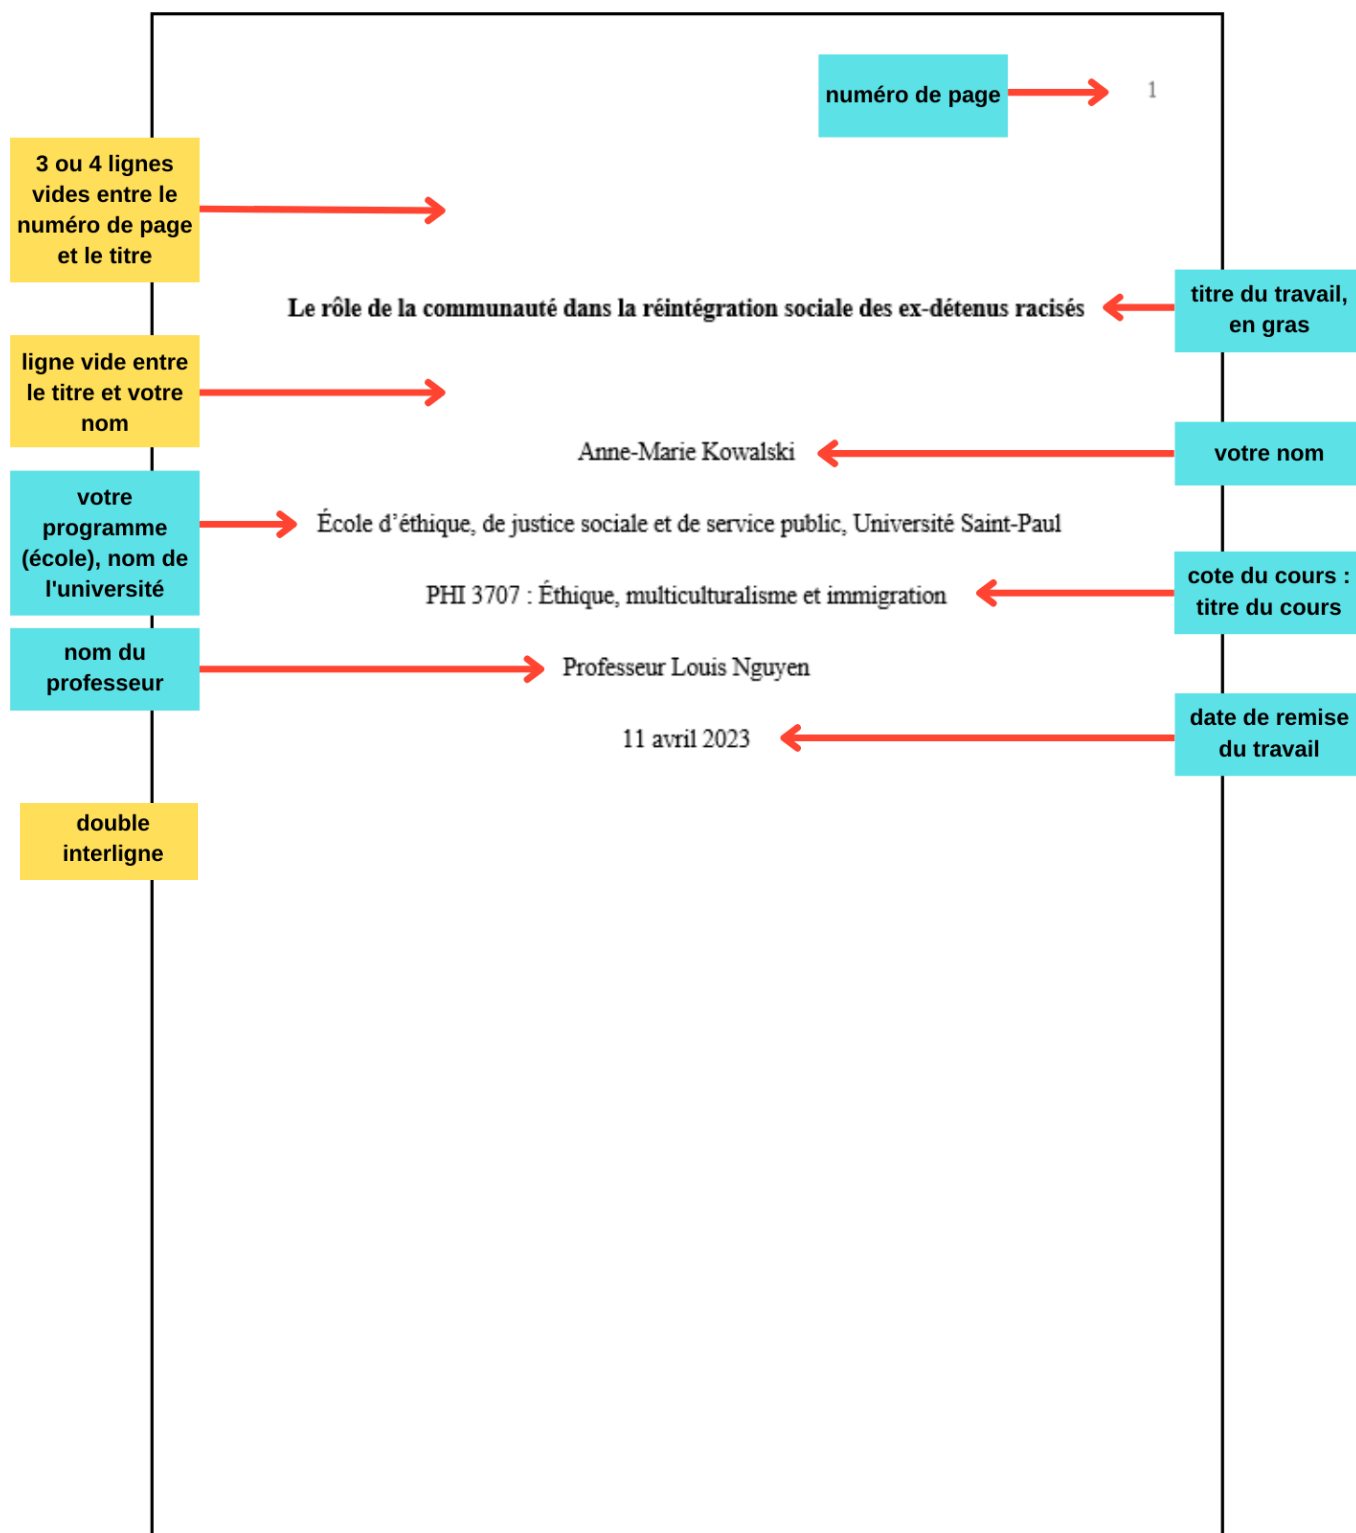 numéro de page
1
3 ou 4 lignes
vides entre le
numéro de page
et le titre
Le rôle de la communauté dans la réintégration sociale des ex-détenus racisés
titre du travail,
en gras
ligne vide entre
le titre et votre
nom
Anne-Marie Kowalski
votre nom
votre
programme
(école), nom de
l'université
École d’éthique, de justice sociale et de service public, Université Saint-Paul
PHI 3707 : Éthique, multiculturalisme et immigration
cote du cours :
titre du cours
nom du
professeur
Professeur Louis Nguyen
11 avril 2023
date de remise
du travail
double
interligne